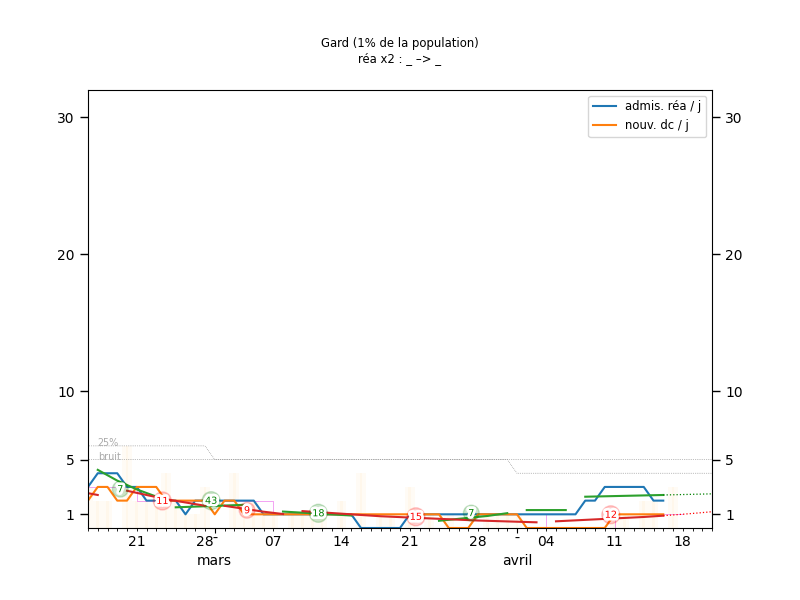 Gard (1% de la population)
réa x2 : _ –> _
admis. réa / j
nouv. dc / j
30 30
20 20
10 10
25%
bruit
5 5
7
11 43 9 18 15 7 12
1 1
21 28 07 14 21 28 04 11 18
mars avril